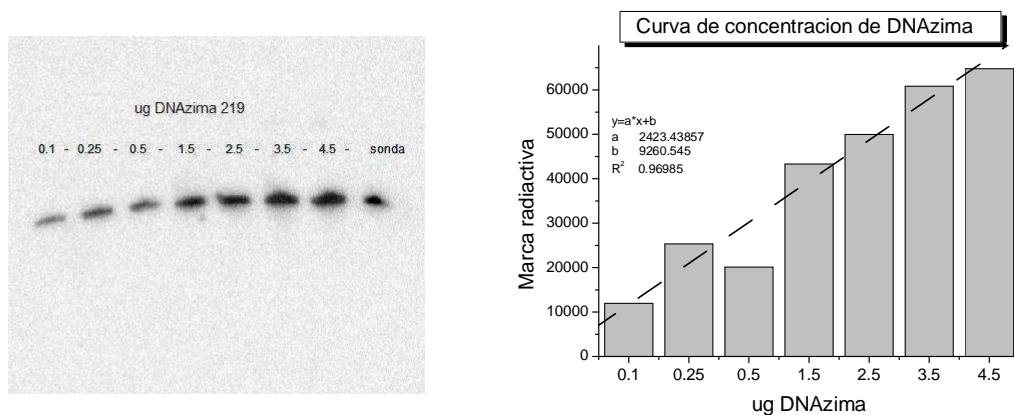 ug DNAzima 219
0.1 - 0.25 - 0.5 - 1.5 - 2.5 - 3.5 - 4.5 - sonda
Curva de concentracion de DNAzima
Marca radiactiva
60000
50000
40000
30000
20000
10000
0
y=a*x+b
a 2423.43857
b 9260.545
R² 0.96985
0.1 0.25 0.5 1.5 2.5 3.5 4.5
ug DNAzima